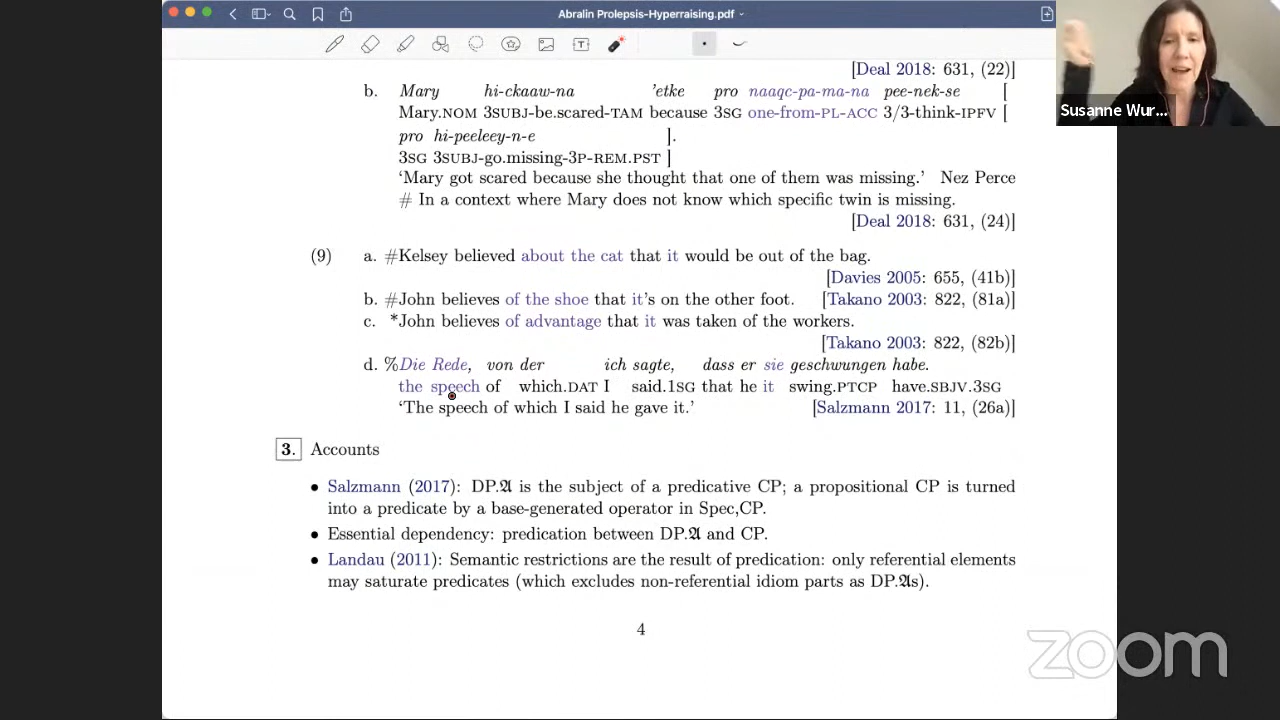 Abralin Prolepsis-Hyperraising.pdf
[Deal 2018: 631, (22)]
b. Mary hi-ckaaw-na 'etke pro naaqc-pa-ma-na pee-nek-se [
Mary.NOM 3SUBJ-be.scared-TAM because 3SG one-from-PL-ACC 3/3-think-IPFV [
pro hi-peeleey-n-e ].
3SG 3SUBJ-go.missing-3P-REM.PST ]
‘Mary got scared because she thought that one of them was missing.’ Nez Perce
# In a context where Mary does not know which specific twin is missing.
[Deal 2018: 631, (24)]
(9) a. #Kelsey believed about the cat that it would be out of the bag.
[Davies 2005: 655, (41b)]
b. #John believes of the shoe that it's on the other foot. [Takano 2003: 822, (81a)]
c. *John believes of advantage that it was taken of the workers.
[Takano 2003: 822, (82b)]
d. %Die Rede, von der ich sagte, dass er sie geschwungen habe.
the speech of which.DAT I said.1SG that he it swing.PTCP have.SBJV.3SG
‘The speech of which I said he gave it.’ [Salzmann 2017: 11, (26a)]
3. Accounts
• Salzmann (2017): DP.𝔄 is the subject of a predicative CP; a propositional CP is turned
into a predicate by a base-generated operator in Spec,CP.
• Essential dependency: predication between DP.𝔄 and CP.
• Landau (2011): Semantic restrictions are the result of predication: only referential elements
may saturate predicates (which excludes non-referential idiom parts as DP.𝔄s).
4
Susanne Wur...
zoom